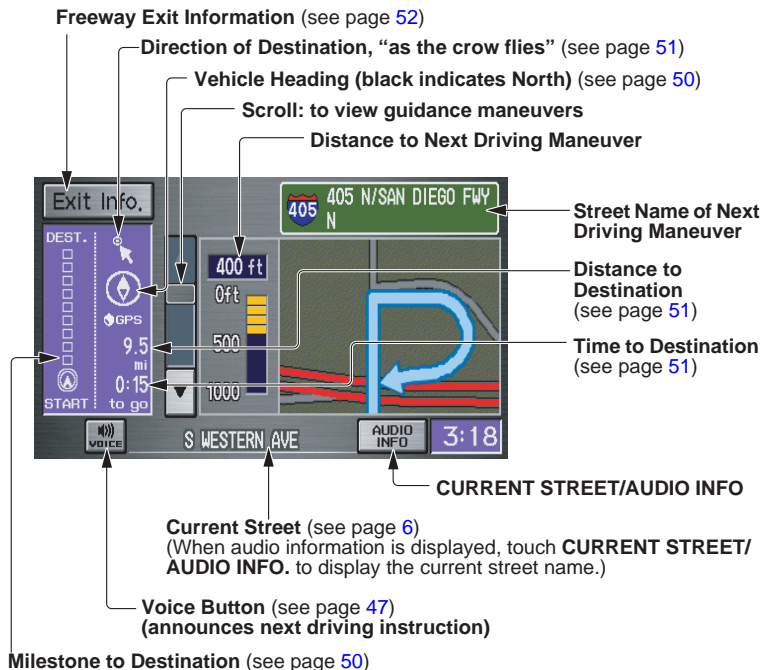 Freeway Exit Information (see page 52)
Direction of Destination, “as the crow flies” (see page 51)
Vehicle Heading (black indicates North) (see page 50)
Scroll: to view guidance maneuvers
Distance to Next Driving Maneuver
Exit Info.
405
405 N/SAN DIEGO FWY
N
Street Name of Next
Driving Maneuver
DEST.
400 ft
0ft
GPS
500
9.5
mi
0:15
START
to go
1000
Distance to
Destination
(see page 51)
Time to Destination
(see page 51)
VOICE
S WESTERN AVE
AUDIO
INFO
3:18
CURRENT STREET/AUDIO INFO
Current Street (see page 6)
(When audio information is displayed, touch CURRENT STREET/
AUDIO INFO. to display the current street name.)
Voice Button (see page 47)
(announces next driving instruction)
Milestone to Destination (see page 50)